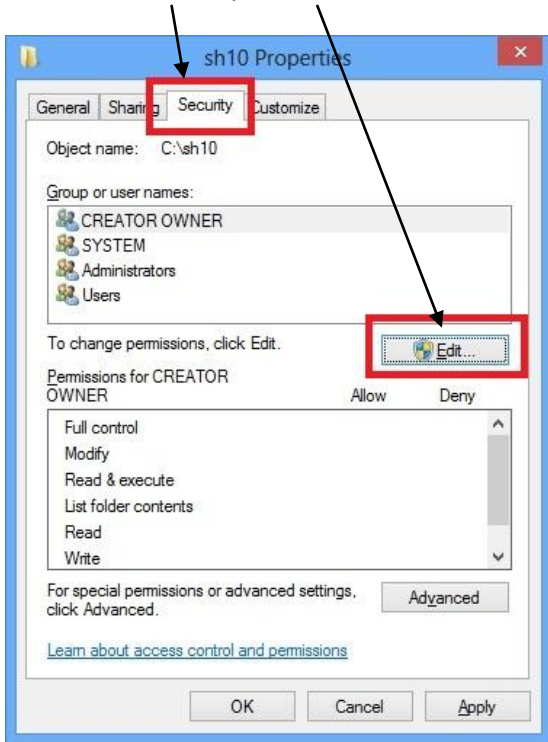 sh10 Properties
General Sharing Security Customize
Object name: C:\sh10
Group or user names:
CREATOR OWNER
SYSTEM
Administrators
Users
To change permissions, click Edit.
Edit...
Permissions for CREATOR
OWNER Allow Deny
Full control
Modify
Read & execute
List folder contents
Read
Write
For special permissions or advanced settings,
click Advanced.
Advanced
Learn about access control and permissions
OK Cancel Apply